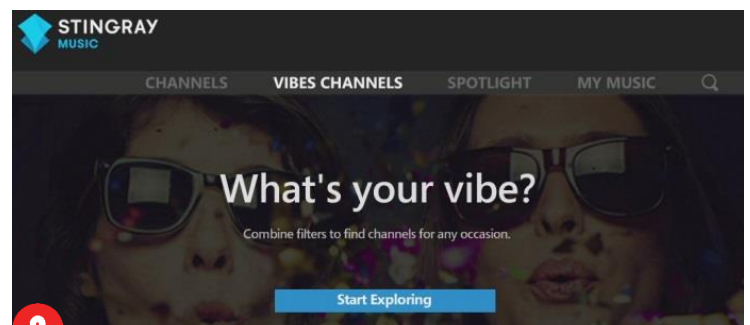 STINGRAY
MUSIC
CHANNELS VIBES CHANNELS SPOTLIGHT MY MUSIC
What's your vibe?
Combine filters to find channels for any occasion.
Start Exploring